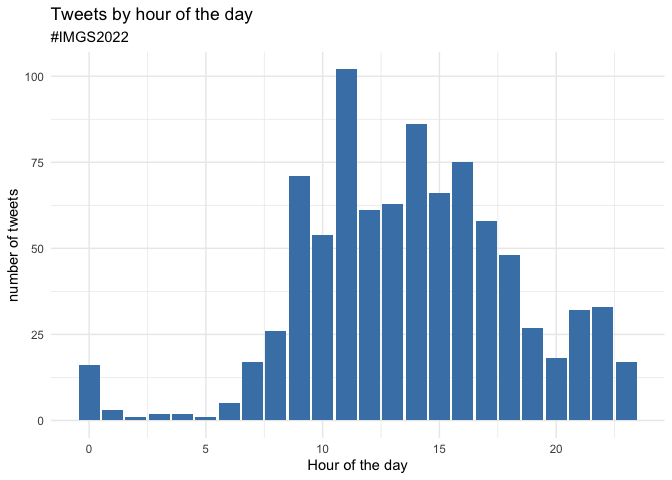 Tweets by hour of the day
#IMGS2022
number of tweets
100
75
50
25
0
0 5 10 15 20
Hour of the day